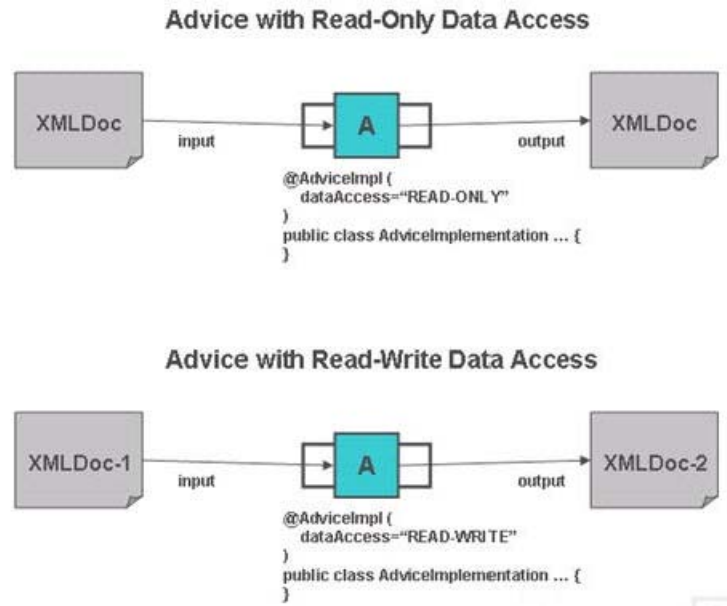 Advice with Read-Only Data Access
XMLDoc
input
A
output
XMLDoc
@AdviceImpl (
dataAccess=“READ-ONLY”
)
public class AdviceImplementation ... {
}
Advice with Read-Write Data Access
XMLDoc-1
input
A
output
XMLDoc-2
@AdviceImpl (
dataAccess=“READ-WRITE”
)
public class AdviceImplementation ... {
}